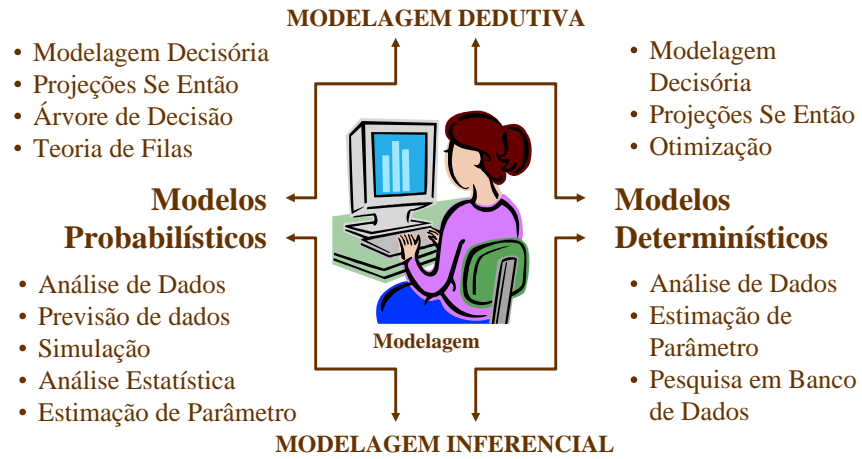 MODELAGEM DEDUTIVA
• Modelagem Decisória
• Projeções Se Então
• Árvore de Decisão
• Teoria de Filas
• Modelagem
Decisória
• Projeções Se Então
• Otimização
Modelos
Probabilísticos
Modelos
Determinísticos
• Análise de Dados
• Previsão de dados
• Simulação
• Análise Estatística
• Estimação de Parâmetro
Modelagem
• Análise de Dados
• Estimação de
Parâmetro
• Pesquisa em Banco
de Dados
MODELAGEM INFERENCIAL